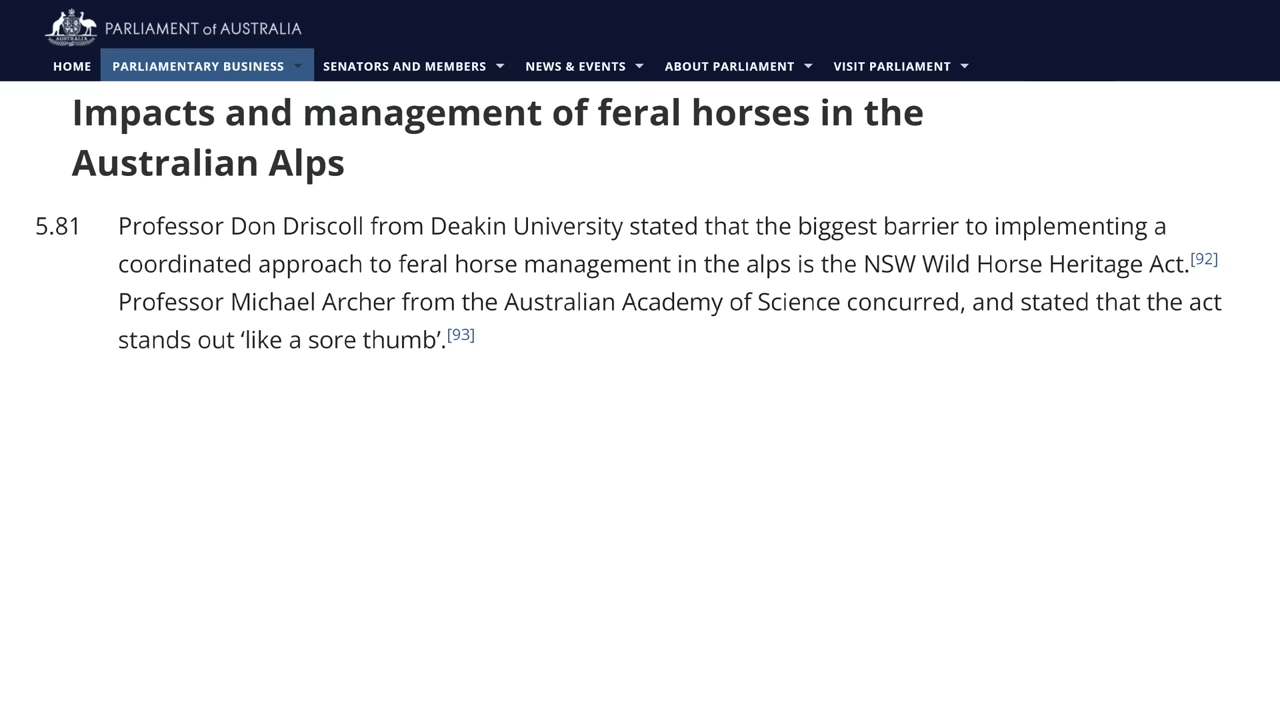 PARLIAMENT of AUSTRALIA
HOME PARLIAMENTARY BUSINESS SENATORS AND MEMBERS NEWS & EVENTS ABOUT PARLIAMENT VISIT PARLIAMENT
Impacts and management of feral horses in the
Australian Alps
5.81 Professor Don Driscoll from Deakin University stated that the biggest barrier to implementing a
coordinated approach to feral horse management in the alps is the NSW Wild Horse Heritage Act.[92]
Professor Michael Archer from the Australian Academy of Science concurred, and stated that the act
stands out ‘like a sore thumb’.[93]